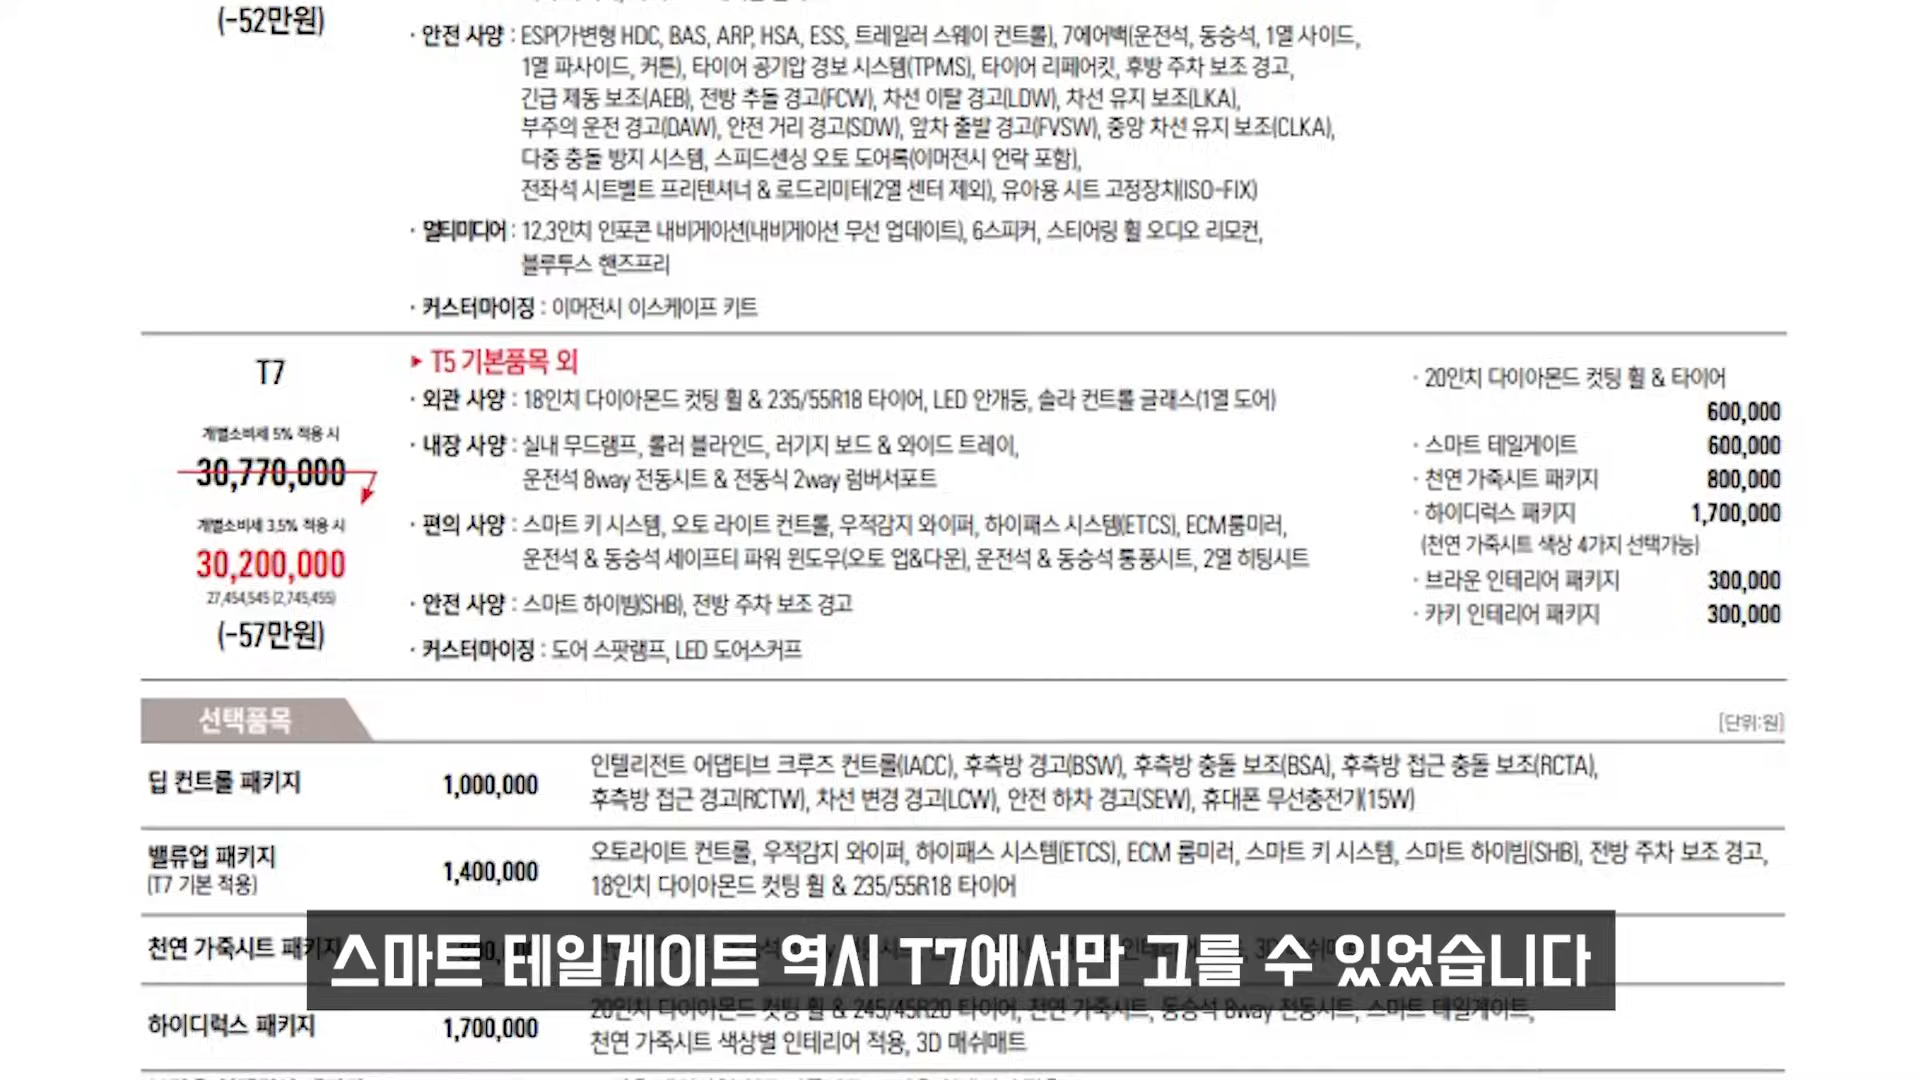 (-52만원)
· 안전 사양 : ESP(가변형 HDC, BAS, ARP, HSA, ESS, 트레일러 스웨이 컨트롤), 7에어백(운전석, 동승석, 1열 사이드,
1열 파사이드, 커튼), 타이어 공기압 경보 시스템(TPMS), 타이어 리페어킷, 후방 주차 보조 경고,
긴급 제동 보조(AEB), 전방 추돌 경고(FCW), 차선 이탈 경고(LDW), 차선 유지 보조(LKA),
부주의 운전 경고(DAW), 안전 거리 경고(SDW), 앞차 출발 경고(FVSW), 중앙 차선 유지 보조(CLKA),
다중 충돌 방지 시스템, 스피드센싱 오토 도어록(이머전시 언락 포함),
전좌석 시트벨트 프리텐셔너 & 로드리미터(2열 센터 제외), 유아용 시트 고정장치(ISO-FIX)
· 멀티미디어 : 12.3인치 인포콘 내비게이션(내비게이션 무선 업데이트), 6스피커, 스티어링 휠 오디오 리모컨,
블루투스 핸즈프리
· 커스터마이징 : 이머전시 이스케이프 키트
T7
개별소비세 5% 적용 시
30,770,000
개별소비세 3.5% 적용 시
30,200,000
27,454,545 (2,745,455)
(-57만원)
▸ T5 기본품목 외
· 외관 사양 : 18인치 다이아몬드 컷팅 휠 & 235/55R18 타이어, LED 안개등, 솔라 컨트롤 글래스(1열 도어)
· 내장 사양 : 실내 무드램프, 롤러 블라인드, 러기지 보드 & 와이드 트레이,
운전석 8way 전동시트 & 전동식 2way 럼버서포트
· 편의 사양 : 스마트 키 시스템, 오토 라이트 컨트롤, 우적감지 와이퍼, 하이패스 시스템(ETCS), ECM룸미러,
운전석 & 동승석 세이프티 파워 윈도우(오토 업&다운), 운전석 & 동승석 통풍시트, 2열 히팅시트
· 안전 사양 : 스마트 하이빔(SHB), 전방 주차 보조 경고
· 커스터마이징 : 도어 스팟램프, LED 도어스커프
· 20인치 다이아몬드 컷팅 휠 & 타이어
600,000
· 스마트 테일게이트 600,000
· 천연 가죽시트 패키지 800,000
· 하이디럭스 패키지 1,700,000
(천연 가죽시트 색상 4가지 선택가능)
· 브라운 인테리어 패키지 300,000
· 카키 인테리어 패키지 300,000
선택품목
[단위:원]
딥 컨트롤 패키지 1,000,000
인텔리전트 어댑티브 크루즈 컨트롤(IACC), 후측방 경고(BSW), 후측방 충돌 보조(BSA), 후측방 접근 충돌 보조(RCTA),
후측방 접근 경고(RCTW), 차선 변경 경고(LCW), 안전 하차 경고(SEW), 휴대폰 무선충전기(15W)
밸류업 패키지
(T7 기본 적용)
1,400,000
오토라이트 컨트롤, 우적감지 와이퍼, 하이패스 시스템(ETCS), ECM 룸미러, 스마트 키 시스템, 스마트 하이빔(SHB), 전방 주차 보조 경고,
18인치 다이아몬드 컷팅 휠 & 235/55R18 타이어
천연 가죽시트 패키지
스마트 테일게이트 역시 T7에서만 고를 수 있었습니다
하이디럭스 패키지 1,700,000
20인치 다이아몬드 컷팅 휠 & 245/45R20 타이어, 천연 가죽시트, 동승석 8way 전동시트, 스마트 테일게이트,
천연 가죽시트 색상별 인테리어 적용, 3D 매쉬매트